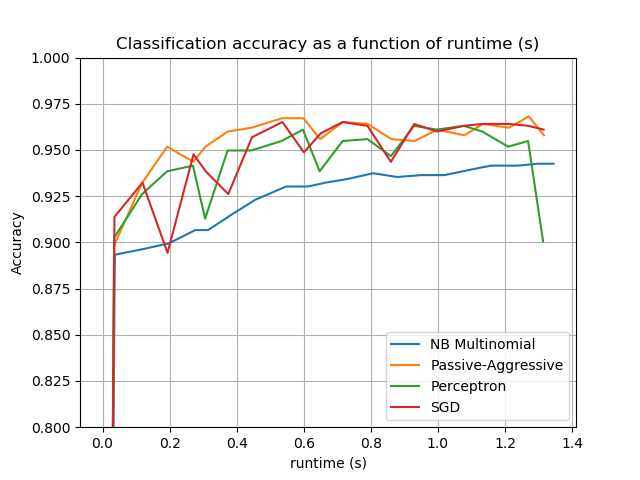 Classification accuracy as a function of runtime (s)
1.000
0.975
0.950
0.925
0.900
0.875
0.850
0.825
0.800
Accuracy
NB Multinomial
Passive-Aggressive
Perceptron
SGD
0.0 0.2 0.4 0.6 0.8 1.0 1.2 1.4
runtime (s)